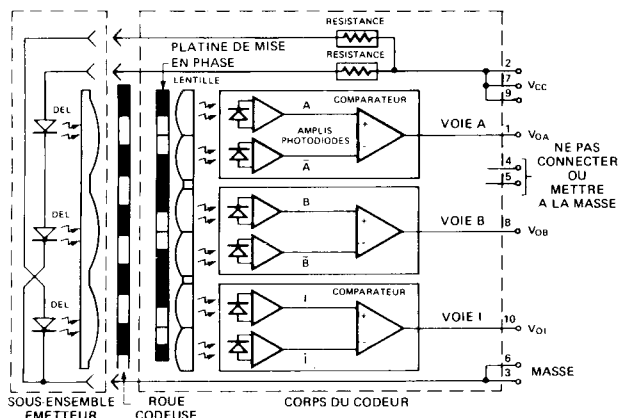 RESISTANCE
PLATINE DE MISE
EN PHASE
RESISTANCE
LENTILLE
2
7
9
VCC
DEL
A
COMPARATEUR
+
-
AMPLIS
PHOTODIODES
Ā
VOIE A
1
VOA
4
5
NE PAS
CONNECTER
OU
METTRE
A LA MASSE
DEL
B
+
-
B̄
VOIE B
8
VOB
DEL
I
COMPARATEUR
+
-
Ī
VOIE I
10
VOI
6
3
MASSE
SOUS-ENSEMBLE
EMETTEUR
ROUE
CODEUSE
CORPS DU CODEUR